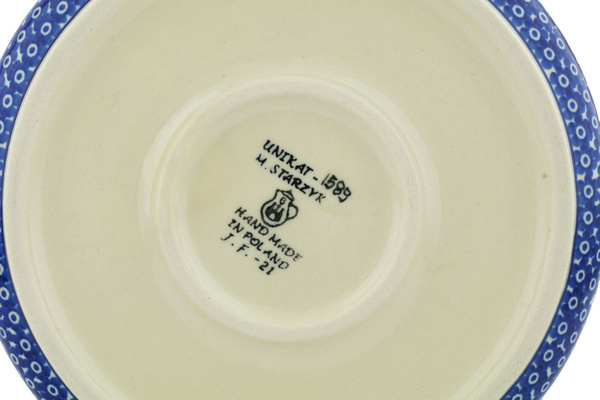 UNIKAT - 1589
M. STARZYK
HAND MADE
IN POLAND
J.F. - 21